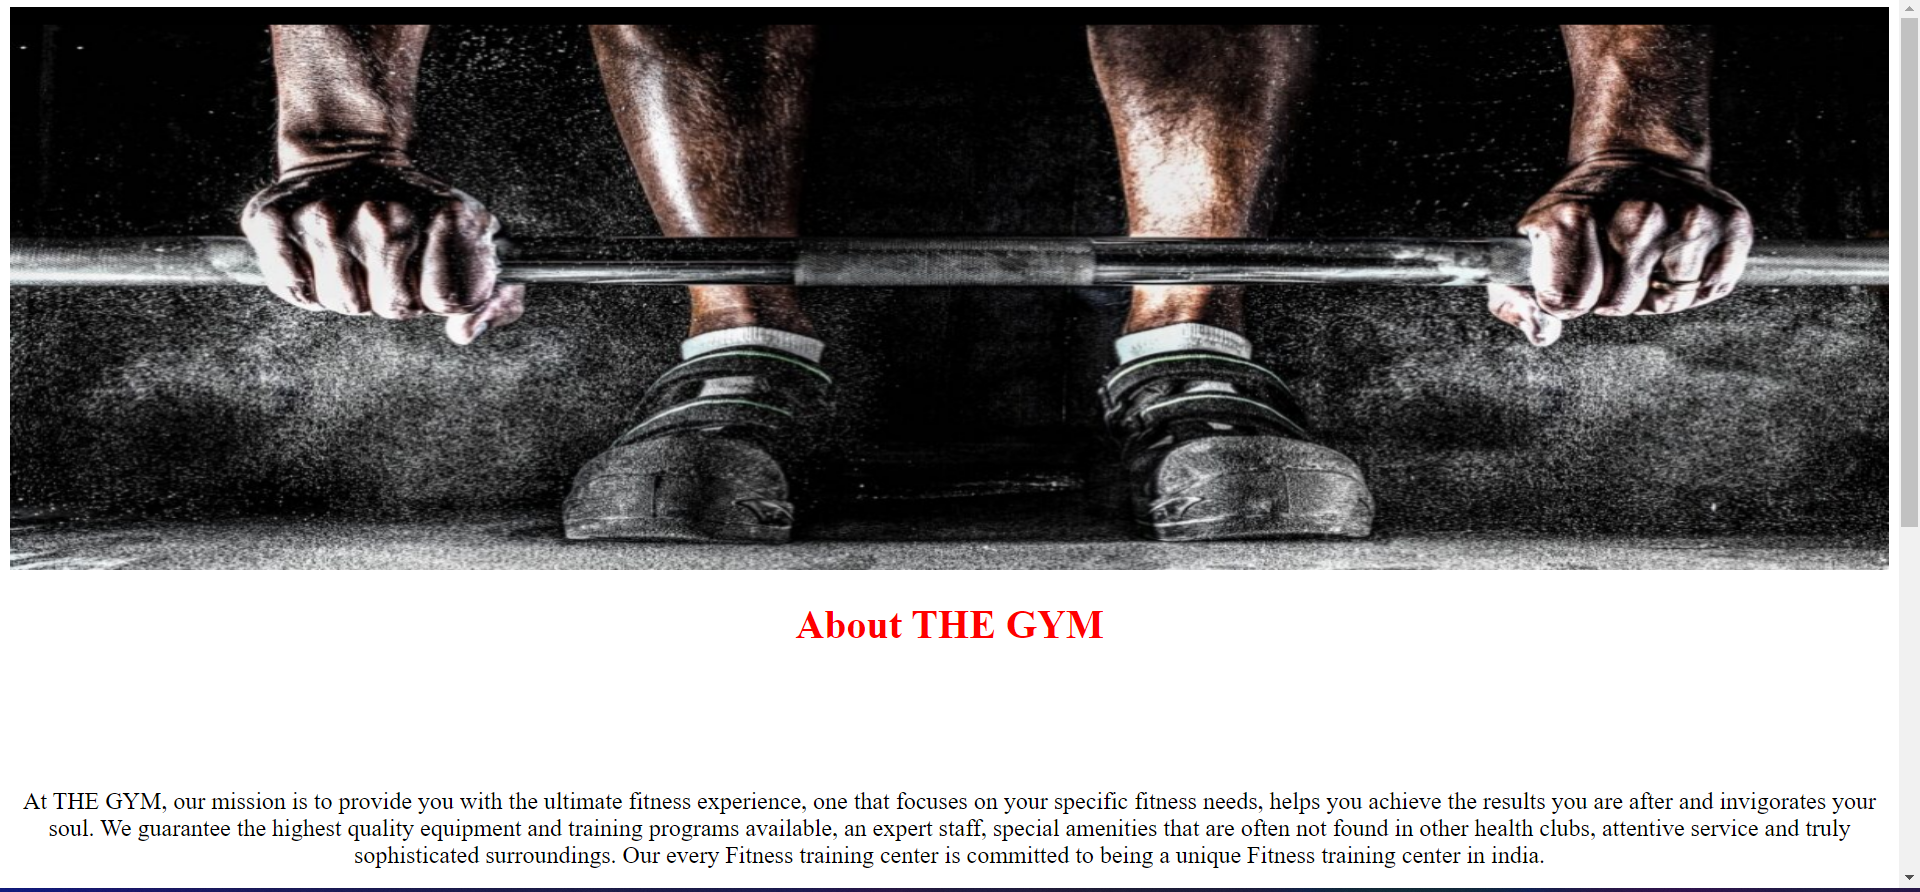 About THE GYM
At THE GYM, our mission is to provide you with the ultimate fitness experience, one that focuses on your specific fitness needs, helps you achieve the results you are after and invigorates your
soul. We guarantee the highest quality equipment and training programs available, an expert staff, special amenities that are often not found in other health clubs, attentive service and truly
sophisticated surroundings. Our every Fitness training center is committed to being a unique Fitness training center in india.